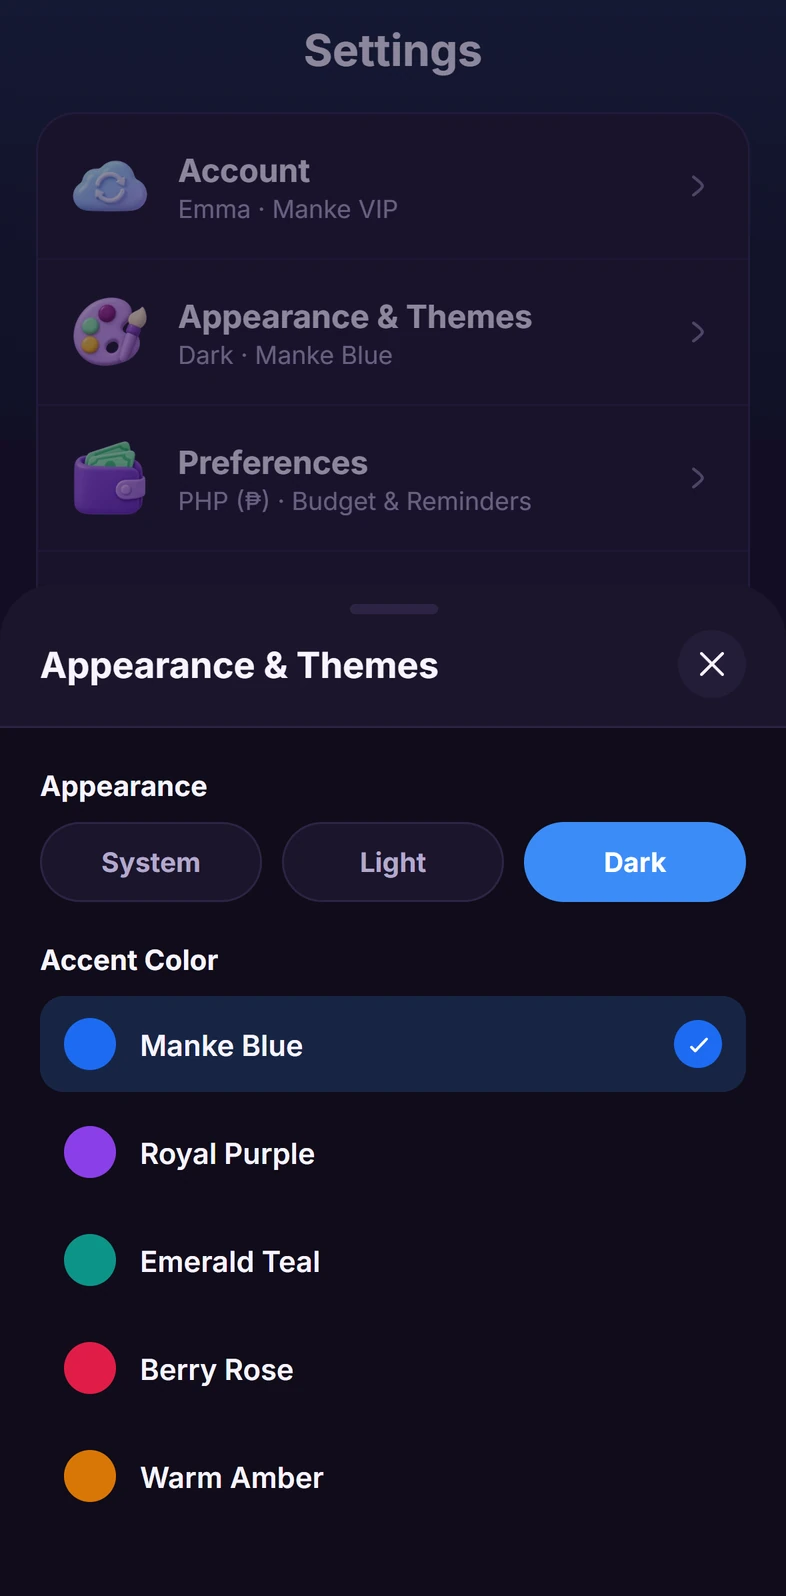 Settings
Account
Emma · Manke VIP
Appearance & Themes
Dark · Manke Blue
Preferences
PHP (₱) · Budget & Reminders
Appearance & Themes
Appearance
System
Light
Dark
Accent Color
Manke Blue
Royal Purple
Emerald Teal
Berry Rose
Warm Amber